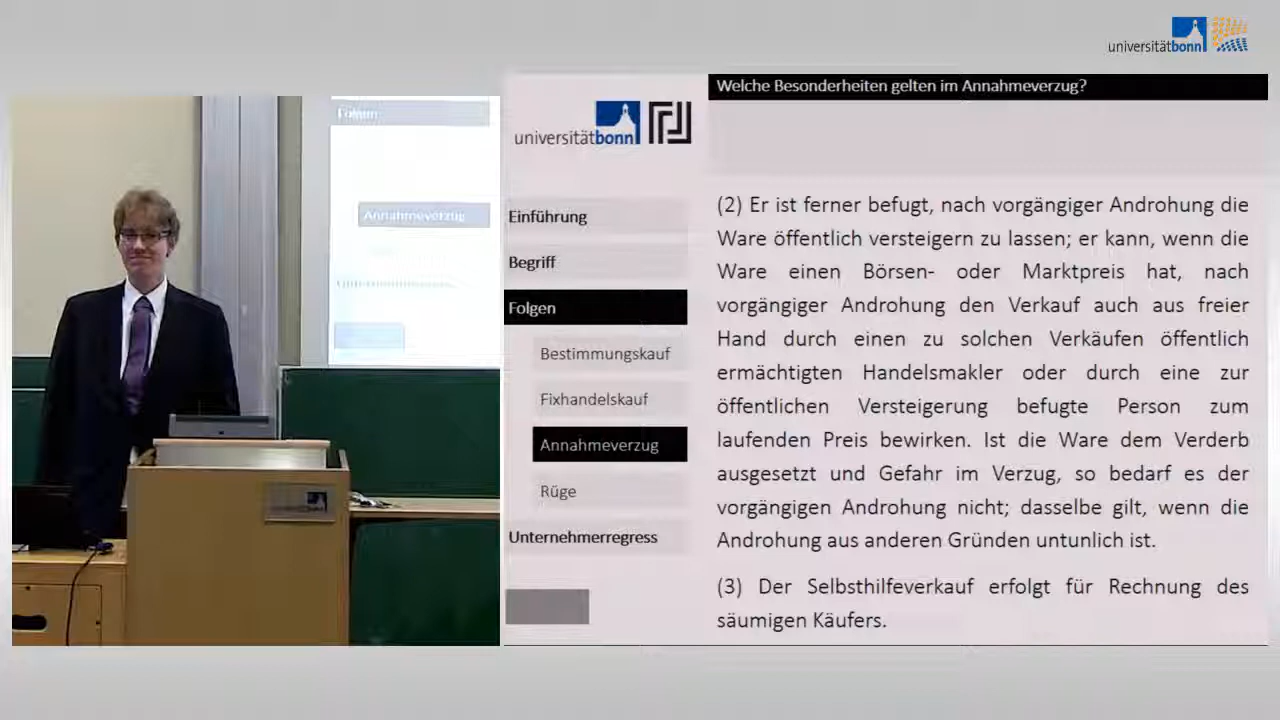 universitätbonn
Welche Besonderheiten gelten im Annahmeverzug?
universitätbonn
Einführung
Begriff
Folgen
Bestimmungskauf
Fixhandelskauf
Annahmeverzug
Rüge
Unternehmerregress
(2) Er ist ferner befugt, nach vorgängiger Androhung die
Ware öffentlich versteigern zu lassen; er kann, wenn die
Ware einen Börsen- oder Marktpreis hat, nach
vorgängiger Androhung den Verkauf auch aus freier
Hand durch einen zu solchen Verkäufen öffentlich
ermächtigten Handelsmakler oder durch eine zur
öffentlichen Versteigerung befugte Person zum
laufenden Preis bewirken. Ist die Ware dem Verderb
ausgesetzt und Gefahr im Verzug, so bedarf es der
vorgängigen Androhung nicht; dasselbe gilt, wenn die
Androhung aus anderen Gründen untunlich ist.
(3) Der Selbsthilfeverkauf erfolgt für Rechnung des
säumigen Käufers.
Folgen
Annahmeverzug